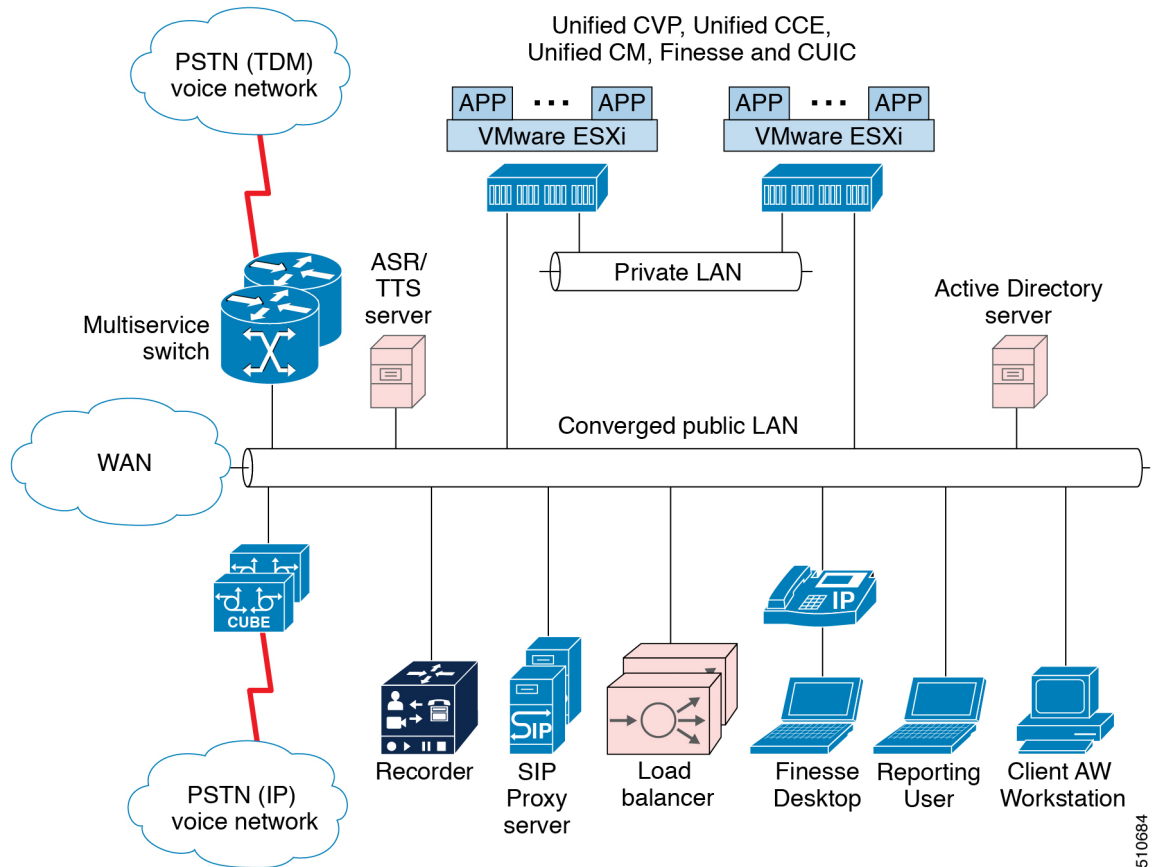 Unified CVP, Unified CCE,
Unified CM, Finesse and CUIC
PSTN (TDM)
voice network
APP ... APP
VMware ESXi
APP ... APP
VMware ESXi
Private LAN
ASR/
TTS
server
Active Directory
server
Multiservice
switch
Converged public LAN
WAN
CUBE
IP
SIP
Recorder
SIP
Proxy
server
Load
balancer
Finesse
Desktop
Reporting
User
Client AW
Workstation
PSTN (IP)
voice network
510684